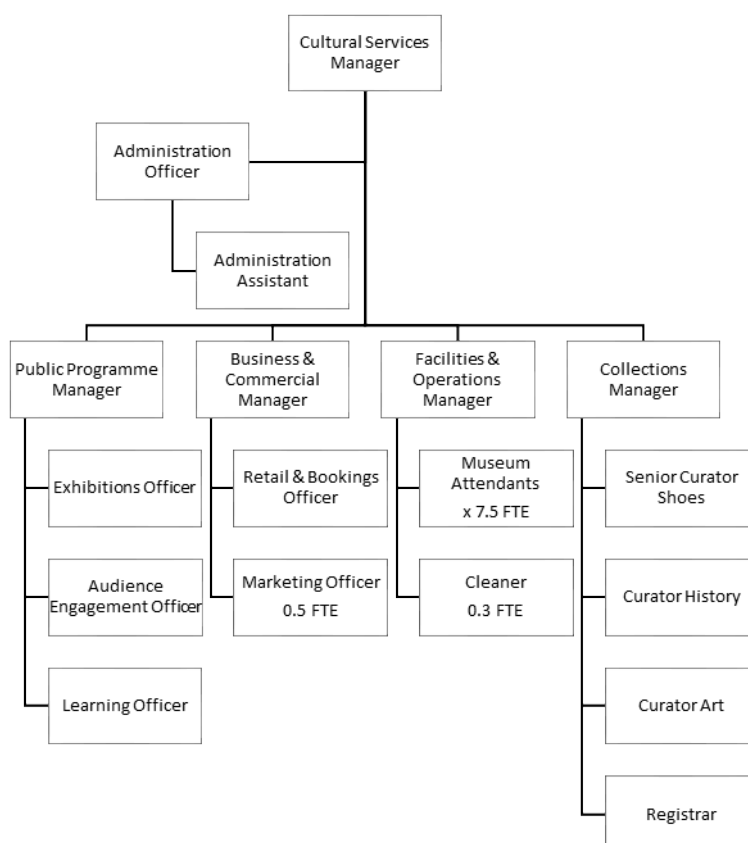 Cultural Services
Manager
Administration
Officer
Administration
Assistant
Public Programme
Manager
Business &
Commercial
Manager
Facilities &
Operations
Manager
Collections
Manager
Exhibitions Officer
Audience
Engagement Officer
Learning Officer
Retail & Bookings
Officer
Marketing Officer
0.5 FTE
Museum
Attendants
x 7.5 FTE
Cleaner
0.3 FTE
Senior Curator
Shoes
Curator History
Curator Art
Registrar